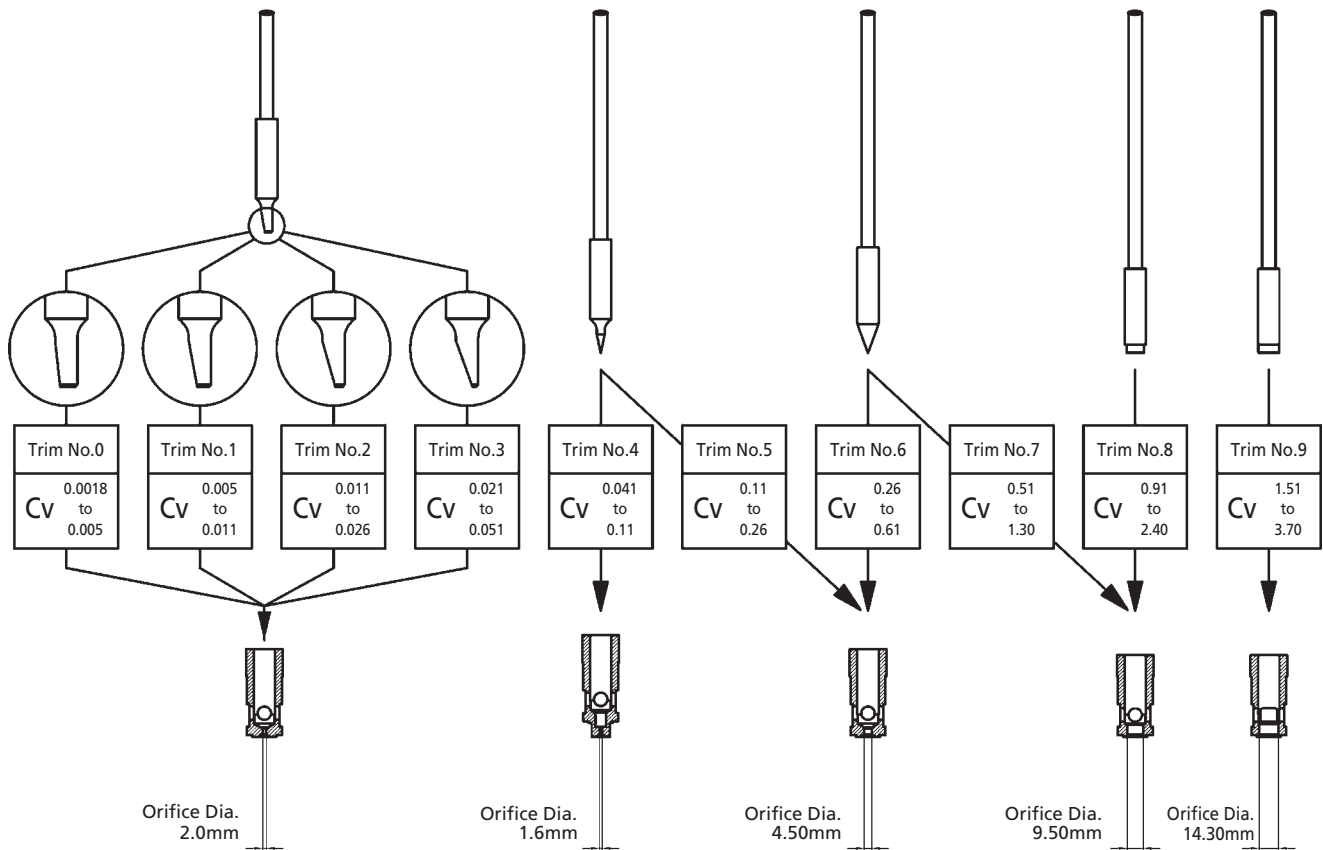 Trim No.0
Cv 0.0018 to 0.005
Trim No.1
Cv 0.005 to 0.011
Trim No.2
Cv 0.011 to 0.026
Trim No.3
Cv 0.021 to 0.051
Trim No.4
Cv 0.041 to 0.11
Trim No.5
Cv 0.11 to 0.26
Trim No.6
Cv 0.26 to 0.61
Trim No.7
Cv 0.51 to 1.30
Trim No.8
Cv 0.91 to 2.40
Trim No.9
Cv 1.51 to 3.70
Orifice Dia.
2.0mm
Orifice Dia.
1.6mm
Orifice Dia.
4.50mm
Orifice Dia.
9.50mm
Orifice Dia.
14.30mm